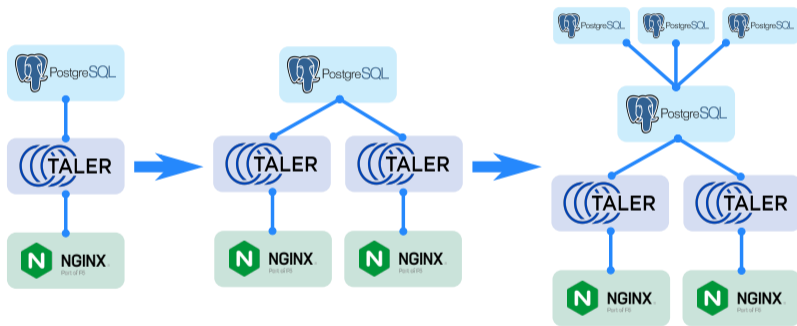 PostgreSQL PostgreSQL PostgreSQL
PostgreSQL
PostgreSQL
PostgreSQL
TALER
TALER
TALER
TALER
TALER
NGINX
Part of F5
NGINX
Part of F5
NGINX
Part of F5
NGINX
Part of F5
NGINX
Part of F5